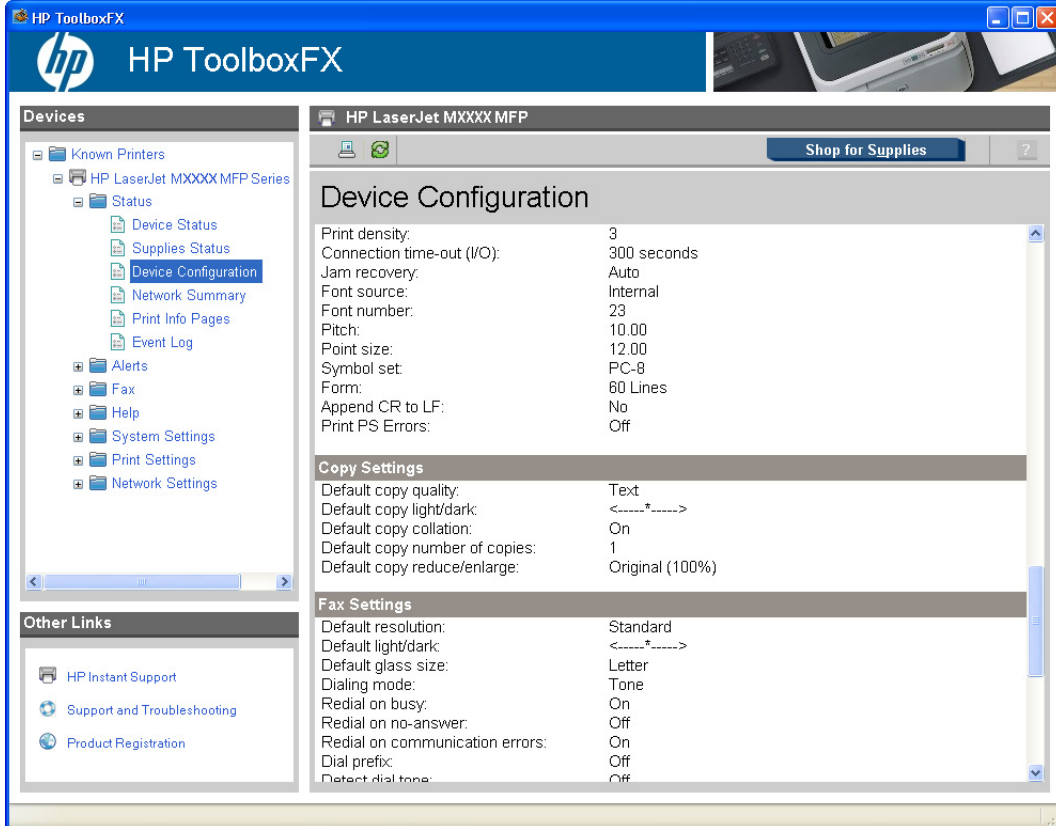 HP ToolboxFX
hp HP ToolboxFX
Devices
Known Printers
HP LaserJet MXXXX MFP Series
Status
Device Status
Supplies Status
Device Configuration
Network Summary
Print Info Pages
Event Log
Alerts
Fax
Help
System Settings
Print Settings
Network Settings
Other Links
HP Instant Support
Support and Troubleshooting
Product Registration
HP LaserJet MXXXX MFP
Shop for Supplies ?
Device Configuration
Print density: 3
Connection time-out (I/O): 300 seconds
Jam recovery: Auto
Font source: Internal
Font number: 23
Pitch: 10.00
Point size: 12.00
Symbol set: PC-8
Form: 60 Lines
Append CR to LF: No
Print PS Errors: Off
Copy Settings
Default copy quality: Text
Default copy light/dark: <-----*----->
Default copy collation: On
Default copy number of copies: 1
Default copy reduce/enlarge: Original (100%)
Fax Settings
Default resolution: Standard
Default light/dark: <-----*----->
Default glass size: Letter
Dialing mode: Tone
Redial on busy: On
Redial on no-answer: Off
Redial on communication errors: On
Dial prefix: Off
Detect dial tone: Off